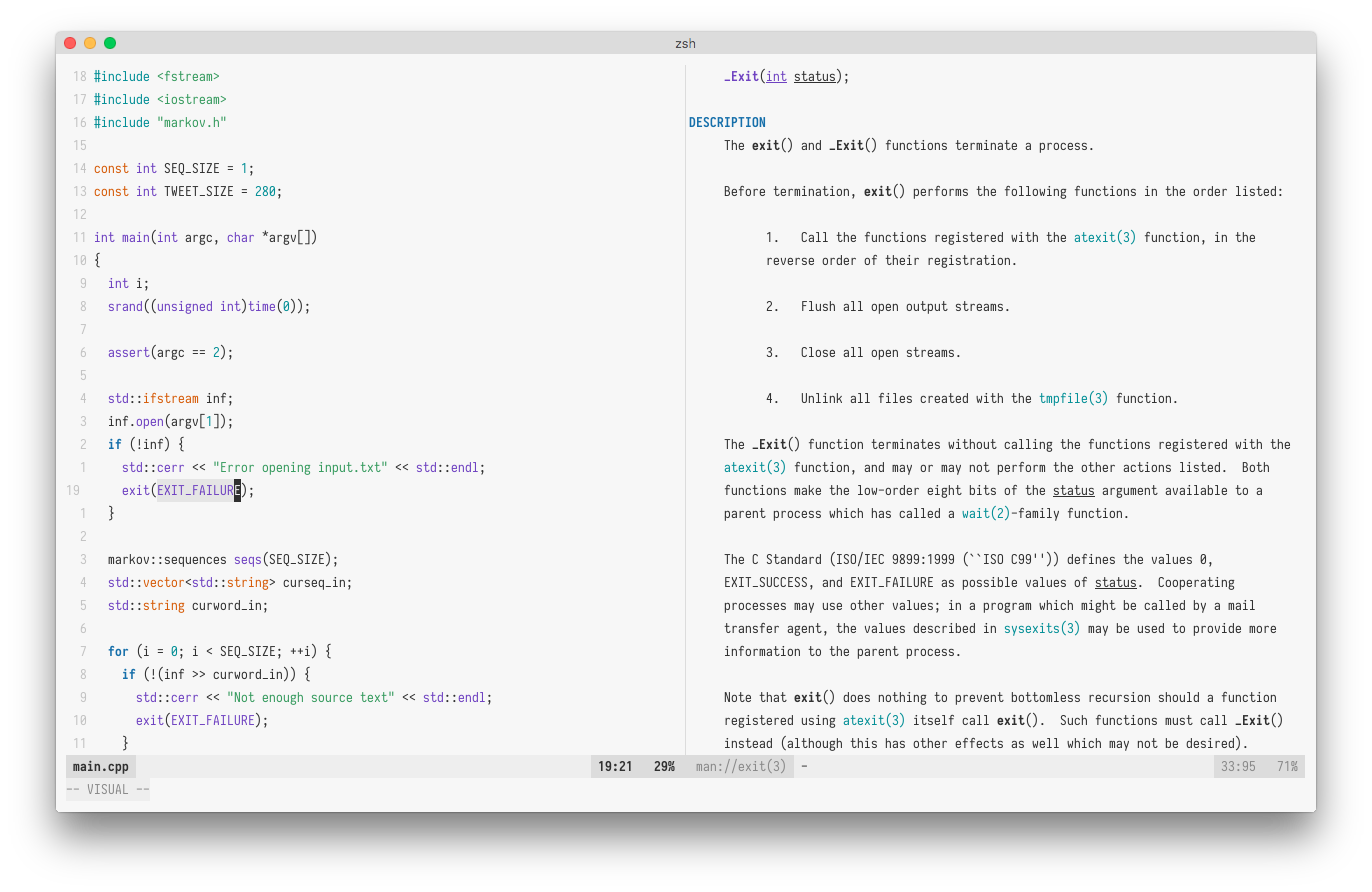 zsh
18 #include <fstream>
17 #include <iostream>
16 #include "markov.h"
15
14 const int SEQ_SIZE = 1;
13 const int TWEET_SIZE = 280;
12
11 int main(int argc, char *argv[])
10 {
9   int i;
8   srand((unsigned int)time(0));
7
6   assert(argc == 2);
5
4   std::ifstream inf;
3   inf.open(argv[1]);
2   if (!inf) {
1     std::cerr << "Error opening input.txt" << std::endl;
19     exit(EXIT_FAILURE);
1   }
2
3   markov::sequences seqs(SEQ_SIZE);
4   std::vector<std::string> curseq_in;
5   std::string curword_in;
6
7   for (i = 0; i < SEQ_SIZE; ++i) {
8     if (!(inf >> curword_in)) {
9       std::cerr << "Not enough source text" << std::endl;
10       exit(EXIT_FAILURE);
11     }
main.cpp 19:21 29%
-- VISUAL --
_Exit(int status);
DESCRIPTION
The exit() and _Exit() functions terminate a process.
Before termination, exit() performs the following functions in the order listed:
1.   Call the functions registered with the atexit(3) function, in the
reverse order of their registration.
2.   Flush all open output streams.
3.   Close all open streams.
4.   Unlink all files created with the tmpfile(3) function.
The _Exit() function terminates without calling the functions registered with the
atexit(3) function, and may or may not perform the other actions listed.  Both
functions make the low-order eight bits of the status argument available to a
parent process which has called a wait(2)-family function.
The C Standard (ISO/IEC 9899:1999 (``ISO C99'')) defines the values 0,
EXIT_SUCCESS, and EXIT_FAILURE as possible values of status.  Cooperating
processes may use other values; in a program which might be called by a mail
transfer agent, the values described in sysexits(3) may be used to provide more
information to the parent process.
Note that exit() does nothing to prevent bottomless recursion should a function
registered using atexit(3) itself call exit().  Such functions must call _Exit()
instead (although this has other effects as well which may not be desired).
man://exit(3) - 33:95 71%